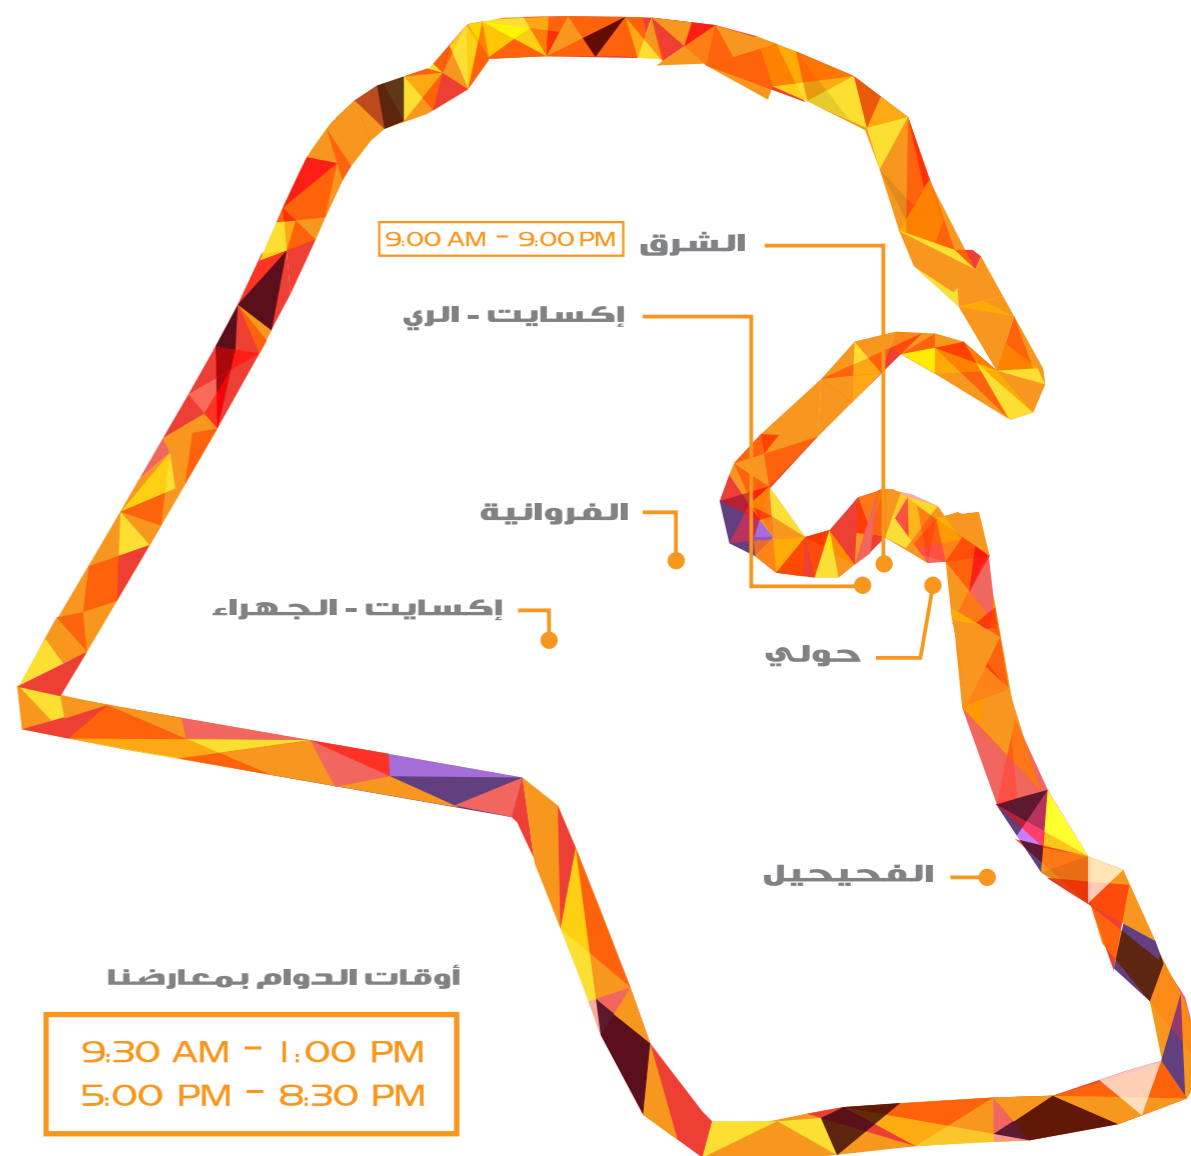 الشرق 9:00 AM - 9:00 PM
إكسايت - الري
الفروانية
إكسايت - الجهراء
حولي
الفحيحيل
أوقات الدوام بمعارضنا
9:30 AM - 1:00 PM
5:00 PM - 8:30 PM